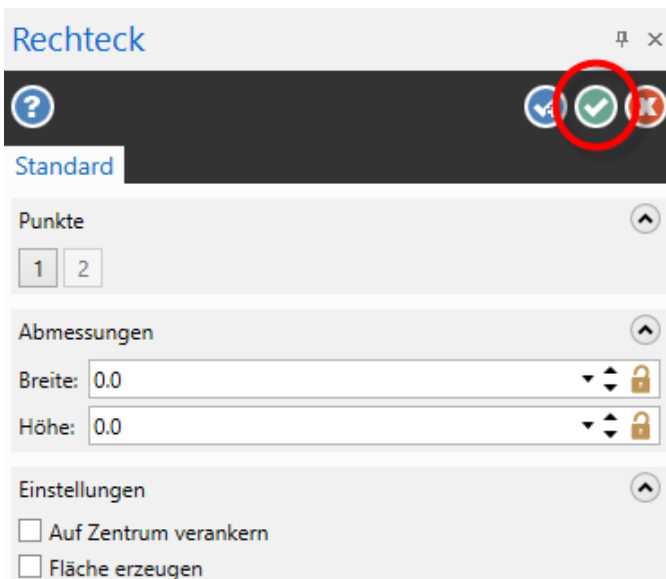 Rechteck
?
Standard
Punkte
1 2
Abmessungen
Breite: 0.0
Höhe: 0.0
Einstellungen
Auf Zentrum verankern
Fläche erzeugen